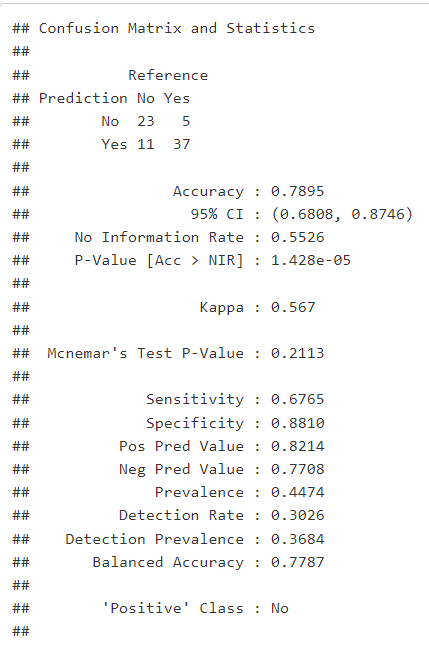 ## Confusion Matrix and Statistics
##
##           Reference
## Prediction No Yes
##        No  23   5
##        Yes 11  37
##
##                Accuracy : 0.7895
##                  95% CI : (0.6808, 0.8746)
##     No Information Rate : 0.5526
##     P-Value [Acc > NIR] : 1.428e-05
##
##                   Kappa : 0.567
##
##  Mcnemar's Test P-Value : 0.2113
##
##             Sensitivity : 0.6765
##             Specificity : 0.8810
##          Pos Pred Value : 0.8214
##          Neg Pred Value : 0.7708
##              Prevalence : 0.4474
##          Detection Rate : 0.3026
##    Detection Prevalence : 0.3684
##       Balanced Accuracy : 0.7787
##
##        'Positive' Class : No
##